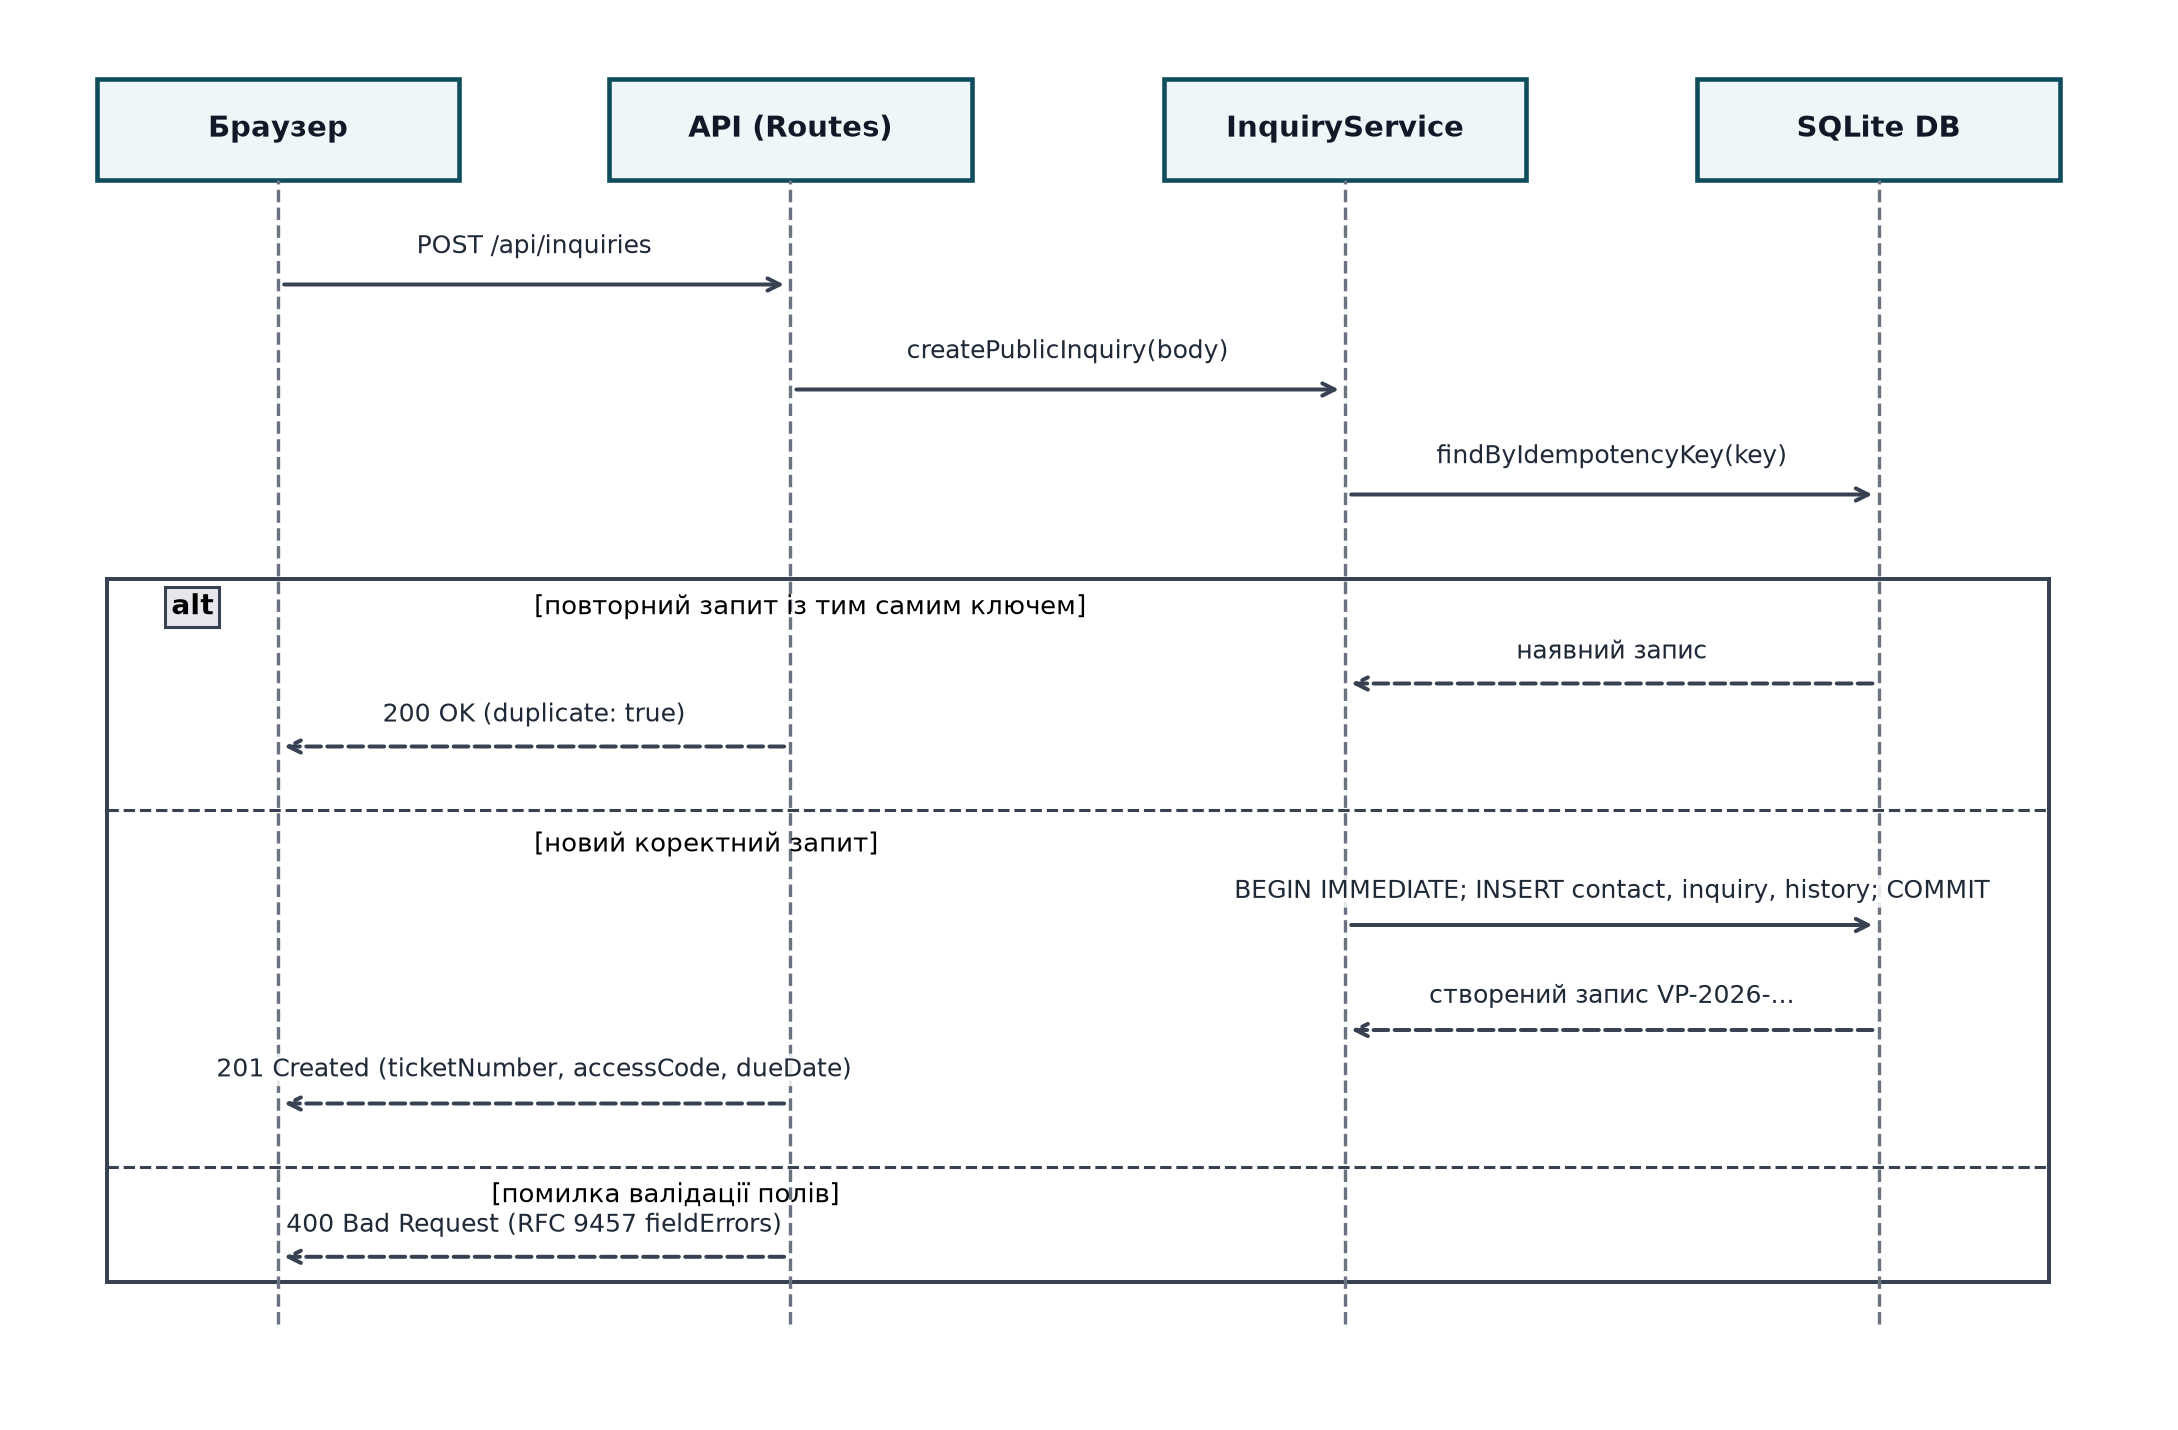 Браузер
API (Routes)
InquiryService
SQLite DB
POST /api/inquiries
createPublicInquiry(body)
findByIdempotencyKey(key)
alt
[повторний запит із тим самим ключем]
наявний запис
200 OK (duplicate: true)
[новий коректний запит]
BEGIN IMMEDIATE; INSERT contact, inquiry, history; COMMIT
створений запис VP-2026-...
201 Created (ticketNumber, accessCode, dueDate)
[помилка валідації полів]
400 Bad Request (RFC 9457 fieldErrors)